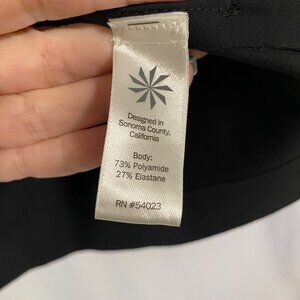 Designed in
Sonoma County,
California
Body:
73% Polyamide
27% Elastane
RN #54023